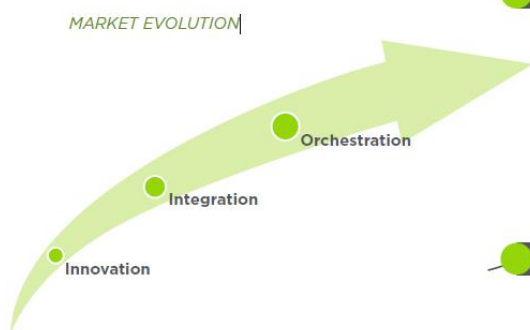 MARKET EVOLUTION
Orchestration
Integration
Innovation